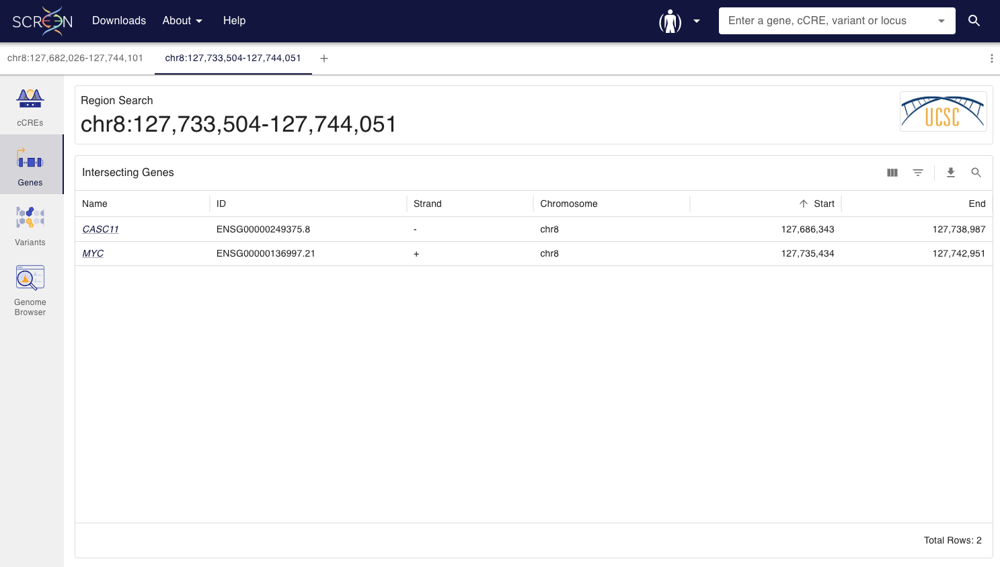 SCREEN Downloads About Help Enter a gene, cCRE, variant or locus
chr8:127,682,026-127,744,101 chr8:127,733,504-127,744,051 +
cCREs
Genes
Variants
Genome
Browser
Region Search
chr8:127,733,504-127,744,051
UCSC
Intersecting Genes
Name ID Strand Chromosome Start End
CASC11 ENSG00000249375.8 - chr8 127,686,343 127,738,987
MYC ENSG00000136997.21 + chr8 127,735,434 127,742,951
Total Rows: 2